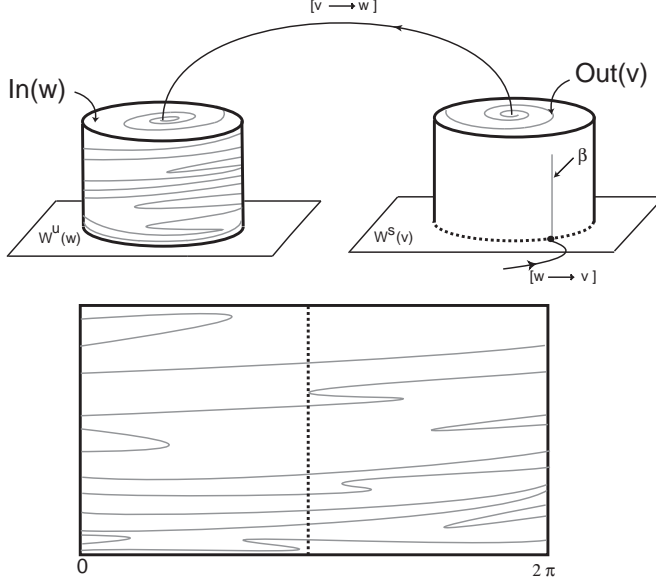 [v → w]
In(w)
Out(v)
β
W^u(w)
W^s(v)
[w → v]
0
2 π